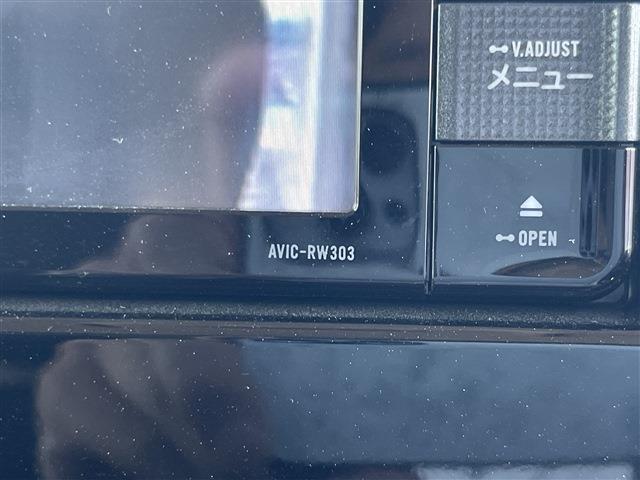 V.ADJUST
メニュー
OPEN
AVIC-RW303